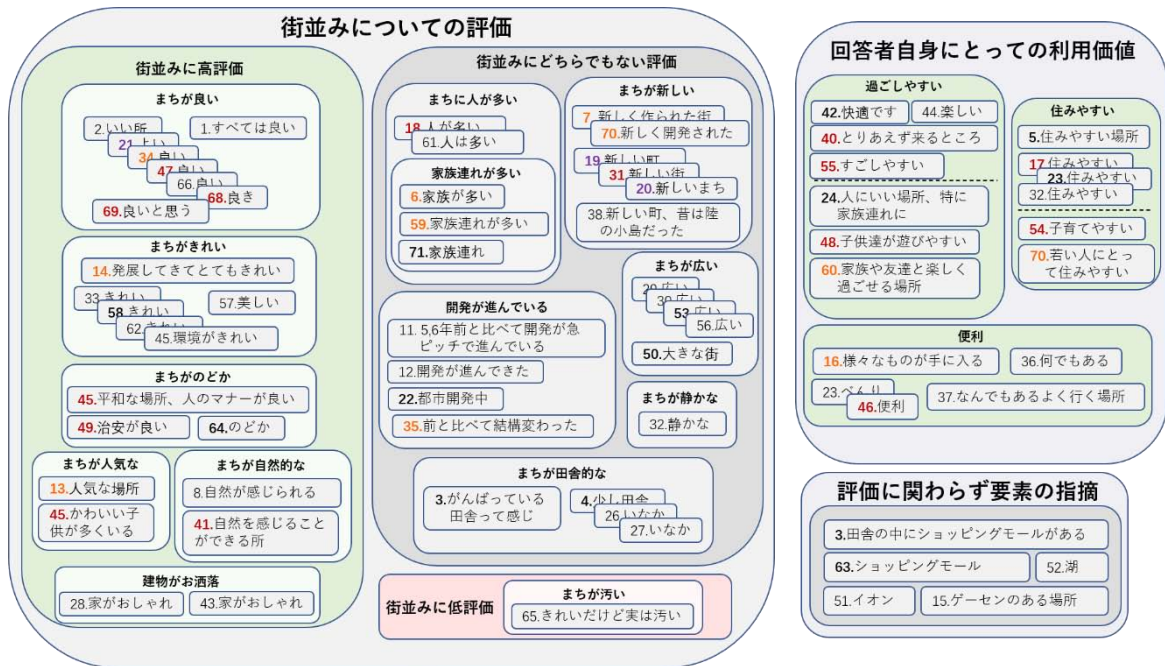 街並みについての評価
街並みに高評価
まちが良い
2.いい所
1.すべては良い
21.よい
34.良い
47.良い
66.良い
68.良き
69.良いと思う
まちがきれい
14.発展してきてとてもきれい
33.きれい
58.きれい
62.きれい
45.環境がきれい
57.美しい
まちがのどか
45.平和な場所、人のマナーが良い
49.治安が良い
64.のどか
まちが人気な
13.人気な場所
45.かわいい子
供が多くいる
まちが自然的な
8.自然が感じられる
41.自然を感じること
ができる所
建物がお洒落
28.家がおしゃれ
43.家がおしゃれ
街並みにどちらでもない評価
まちに人が多い
18.人が多い
61.人は多い
家族連れが多い
6.家族が多い
59.家族連れが多い
71.家族連れ
まちが新しい
7.新しく作られた街
70.新しく開発された
19.新しい町
31.新しい街
20.新しいまち
38.新しい町、昔は陸
の小島だった
まちが広い
広い
広い
53.広い
56.広い
50.大きな街
開発が進んでいる
11. 5,6年前と比べて開発が急
ピッチで進んでいる
12.開発が進んできた
22.都市開発中
35.前と比べて結構変わった
まちが静かな
32.静かな
まちが田舎的な
3.がんばっている
田舎って感じ
4.少し田舎
26.いなか
27.いなか
街並みに低評価
まちが汚い
65.きれいだけど実は汚い
回答者自身にとっての利用価値
過ごしやすい
42.快適です
44.楽しい
40.とりあえず来るところ
55.すごしやすい
24.人にいい場所、特に
家族連れに
48.子供達が遊びやすい
60.家族や友達と楽しく
過ごせる場所
住みやすい
5.住みやすい場所
17.住みやすい
23.住みやすい
32.住みやすい
54.子育てやすい
70.若い人にとっ
て住みやすい
便利
16.様々なものが手に入る
36.何でもある
23.べんり
46.便利
37.なんでもあるよく行く場所
評価に関わらず要素の指摘
3.田舎の中にショッピングモールがある
63.ショッピングモール
52.湖
51.イオン
15.ゲーセンのある場所